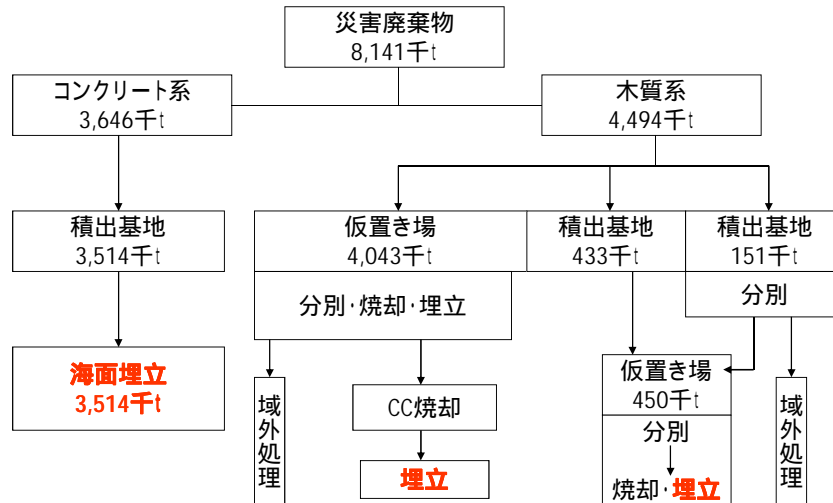 災害廃棄物
8,141千t
コンクリート系
3,646千t
木質系
4,494千t
積出基地
3,514千t
仮置き場
4,043千t
積出基地
433千t
積出基地
151千t
分別・焼却・埋立
分別
海面埋立
3,514千t
域外処理
CC焼却
埋立
仮置き場
450千t
分別
焼却・埋立
域外処理